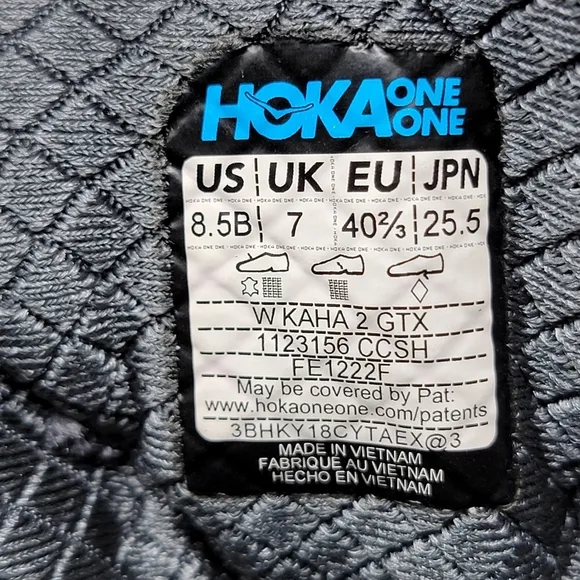 HOKA ONE ONE
US UK EU JPN
8.5B 7 40⅔ 25.5
W KAHA 2 GTX
1123156 CCSH
FE1222F
May be covered by Pat:
www.hokaoneone.com/patents
3BHKY18CYTAEX@3
MADE IN VIETNAM
FABRIQUÉ AU VIETNAM
HECHO EN VIETNAM